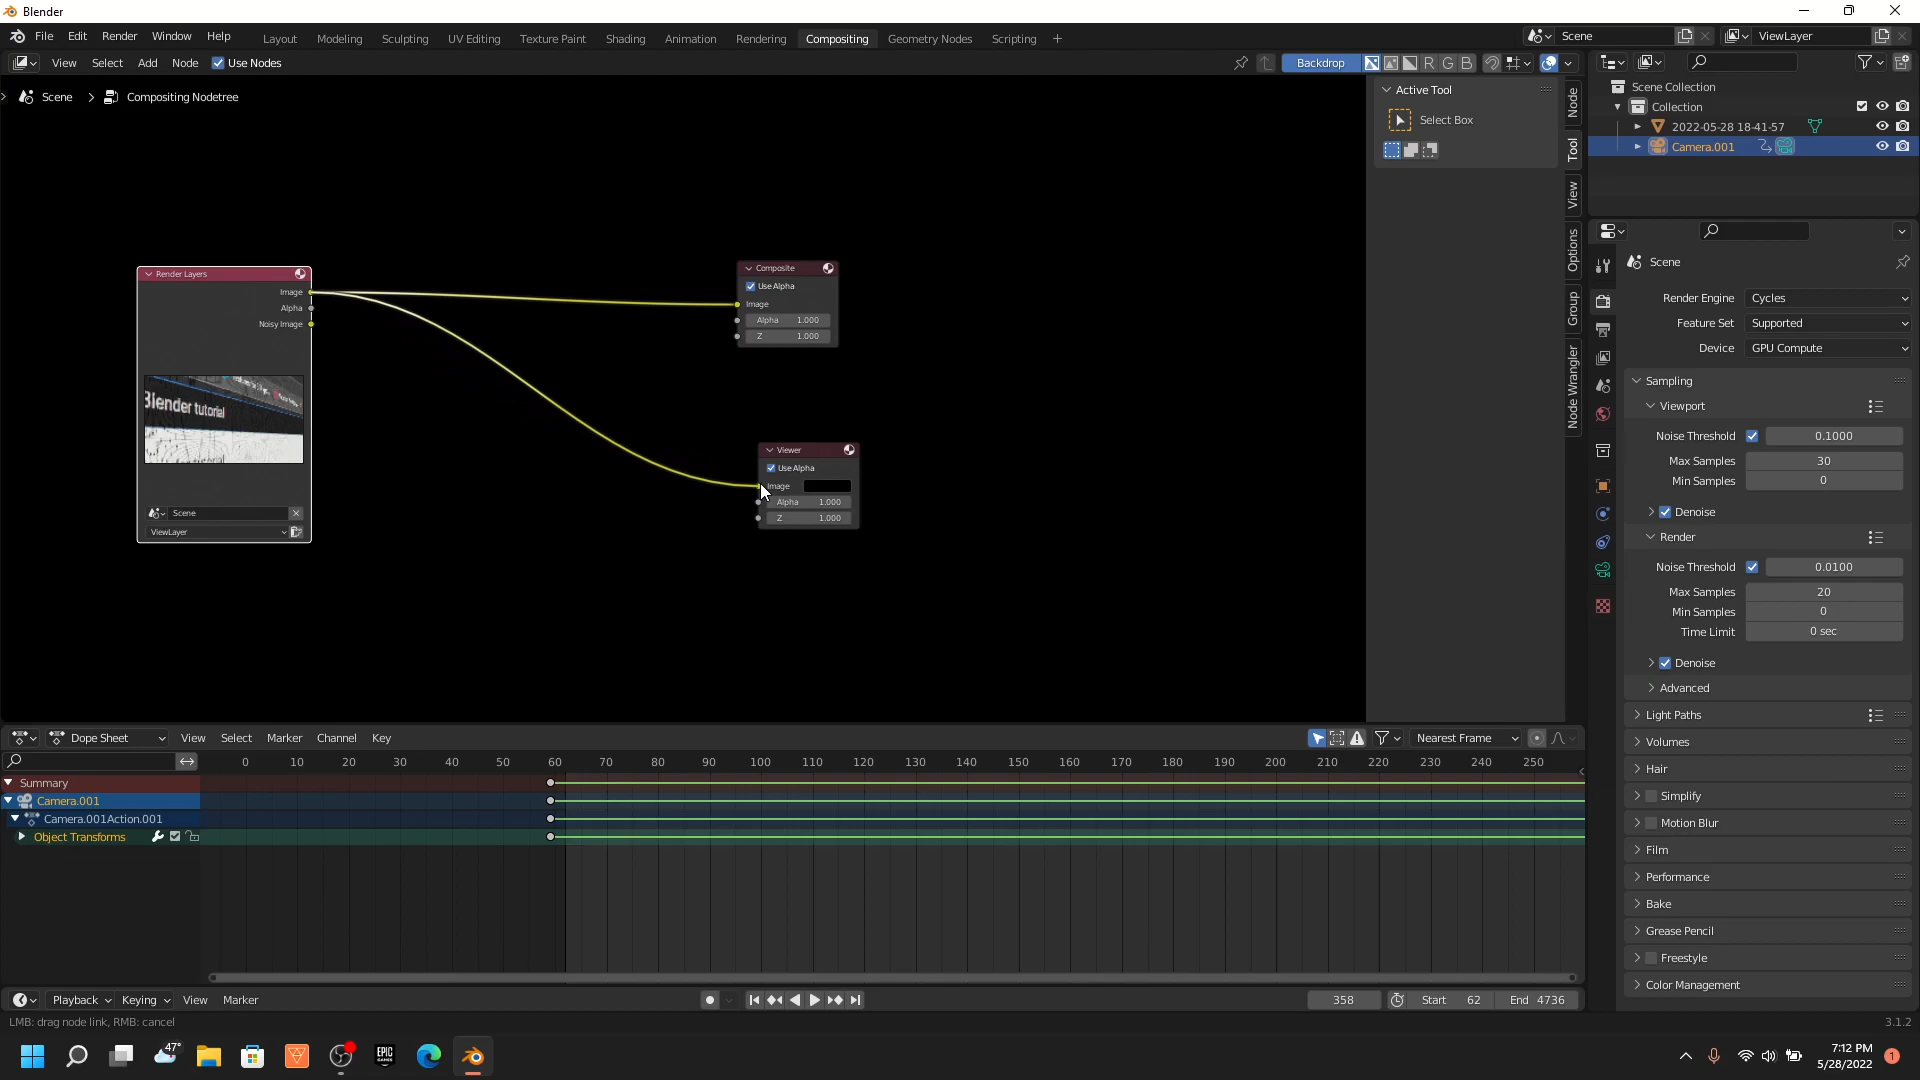 Blender
File Edit Render Window Help Layout Modeling Sculpting UV Editing Texture Paint Shading Animation Rendering Compositing Geometry Nodes Scripting + Scene ViewLayer
View Select Add Node Use Nodes Backdrop R G B
Scene > Compositing Nodetree
Active Tool
Select Box
Node
Tool
View
Options
Group
Node Wrangler
Render Layers
Image
Alpha
Noisy Image
Blender tutorial
Scene
ViewLayer
Composite
Use Alpha
Image
Alpha 1.000
Z 1.000
Viewer
Use Alpha
Image
Alpha 1.000
Z 1.000
Scene Collection
Collection
2022-05-28 18-41-57
Camera.001
Scene
Render Engine Cycles
Feature Set Supported
Device GPU Compute
Sampling
Viewport
Noise Threshold 0.1000
Max Samples 30
Min Samples 0
Denoise
Render
Noise Threshold 0.0100
Max Samples 20
Min Samples 0
Time Limit 0 sec
Denoise
Advanced
Light Paths
Volumes
Hair
Simplify
Motion Blur
Film
Performance
Bake
Grease Pencil
Freestyle
Color Management
Dope Sheet View Select Marker Channel Key Nearest Frame
0 10 20 30 40 50 60 70 80 90 100 110 120 130 140 150 160 170 180 190 200 210 220 230 240 250
Summary
Camera.001
Camera.001Action.001
Object Transforms
Playback Keying View Marker 358 Start 62 End 4736
LMB: drag node link, RMB: cancel 3.1.2
47°
EPIC
GAMES
7:12 PM
5/28/2022
1